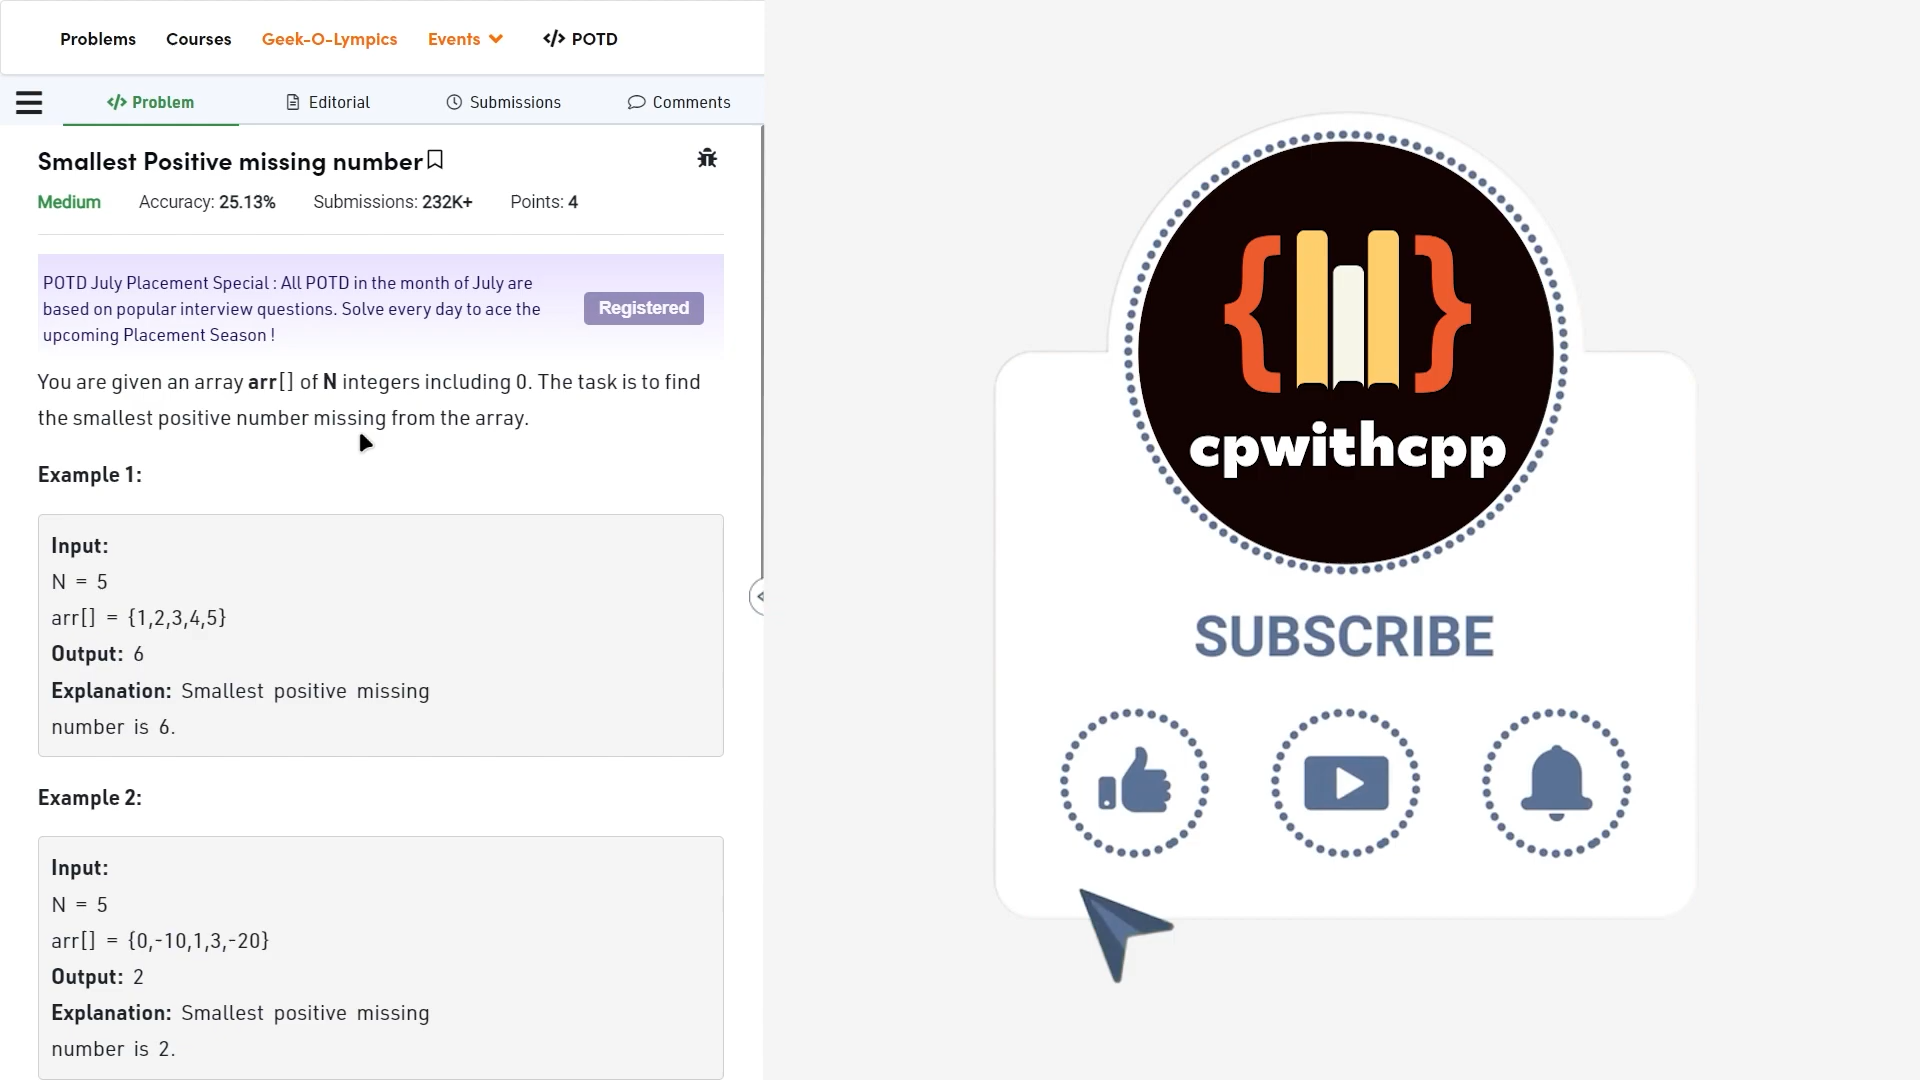 Problems Courses Geek-O-Lympics Events </> POTD
</> Problem Editorial Submissions Comments
Smallest Positive missing number
Medium Accuracy: 25.13% Submissions: 232K+ Points: 4
POTD July Placement Special : All POTD in the month of July are
based on popular interview questions. Solve every day to ace the
upcoming Placement Season !
Registered
You are given an array arr[] of N integers including 0. The task is to find
the smallest positive number missing from the array.
Example 1:
Input:
N = 5
arr[] = {1,2,3,4,5}
Output: 6
Explanation: Smallest positive missing
number is 6.
Example 2:
Input:
N = 5
arr[] = {0,-10,1,3,-20}
Output: 2
Explanation: Smallest positive missing
number is 2.
cpwithcpp
SUBSCRIBE